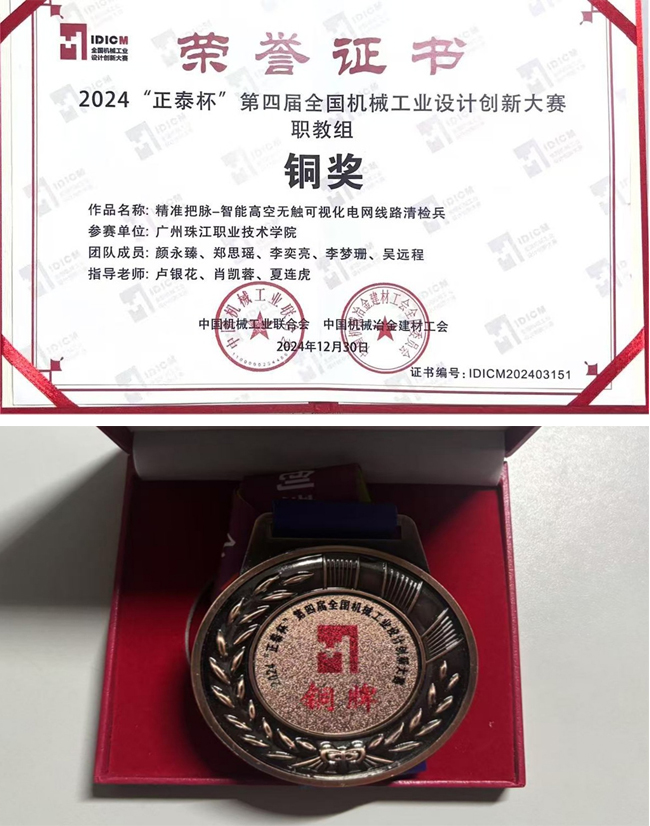 IDICM
全国机械工业
设计创新大赛
荣誉证书
2024“正泰杯”第四届全国机械工业设计创新大赛
职教组
铜奖
作品名称: 精准把脉-智能高空无触可视化电网线路清检兵
参赛单位: 广州珠江职业技术学院
团队成员: 颜永臻、郑思瑶、李奕亮、李梦珊、吴远程
指导老师: 卢银花、肖凯蓉、夏连虎
中国机械工业联合会 中国机械冶金建材工会
2024年12月30日
证书编号: IDICM202403151
2024“正泰杯”第四届全国机械工业设计创新大赛
铜牌
创